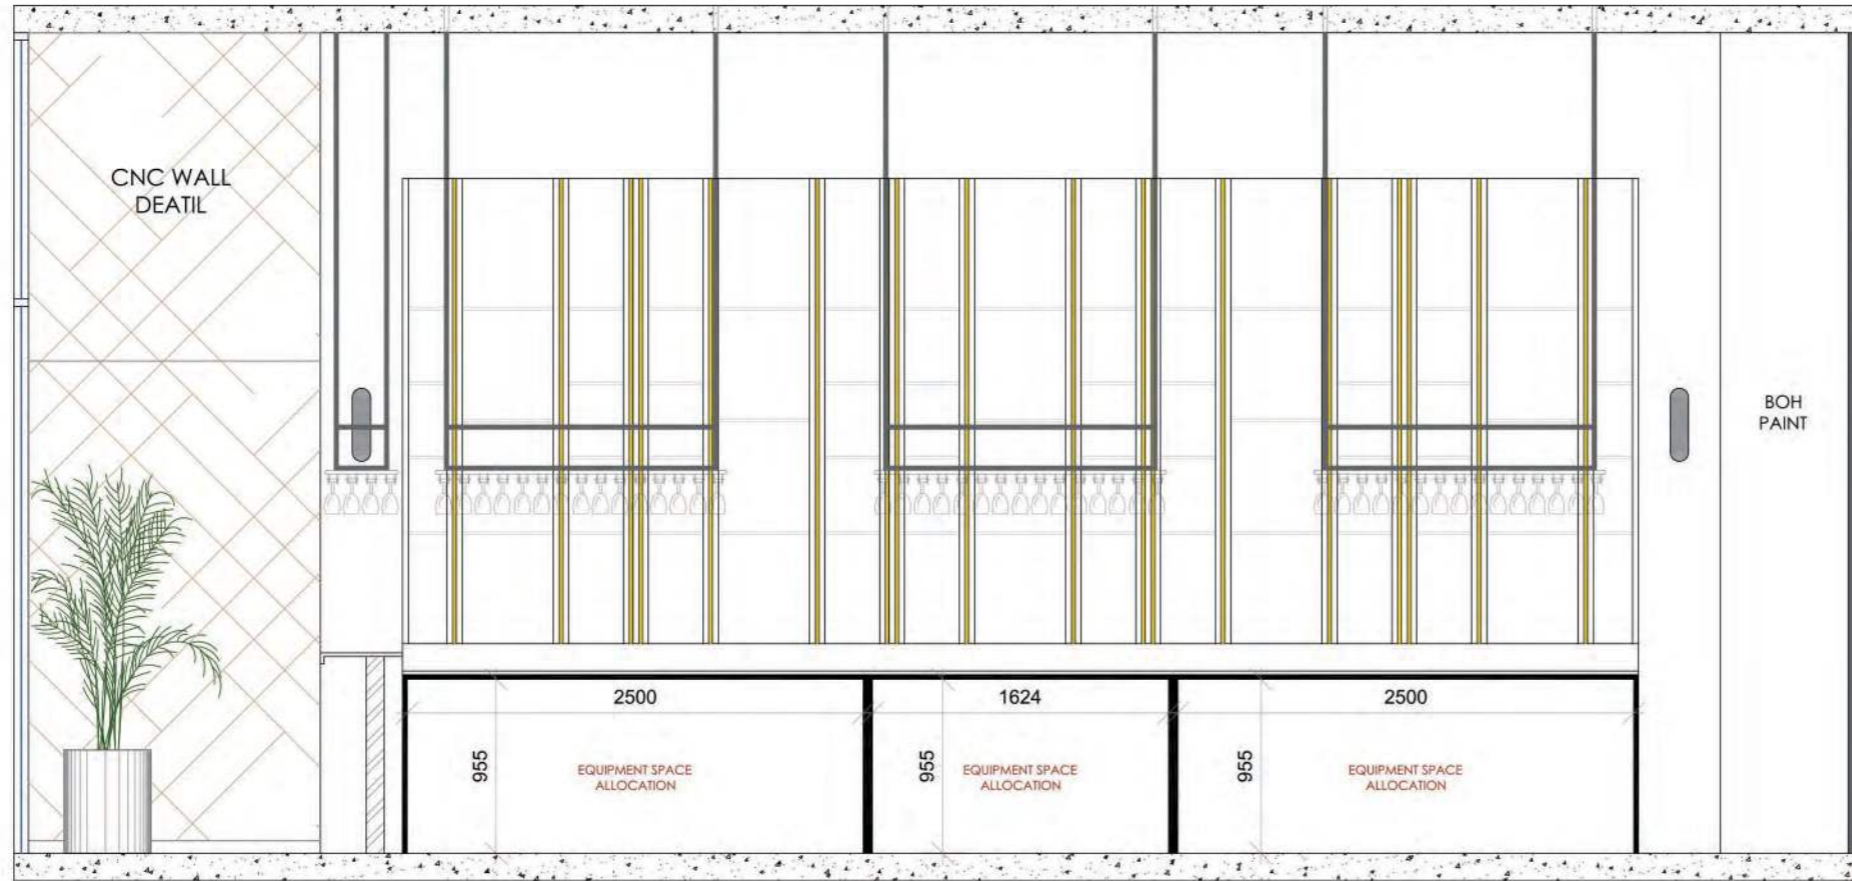 CNC WALL
DEATIL
BOH
PAINT
2500
1624
2500
955
EQUIPMENT SPACE
ALLOCATION
955
EQUIPMENT SPACE
ALLOCATION
955
EQUIPMENT SPACE
ALLOCATION